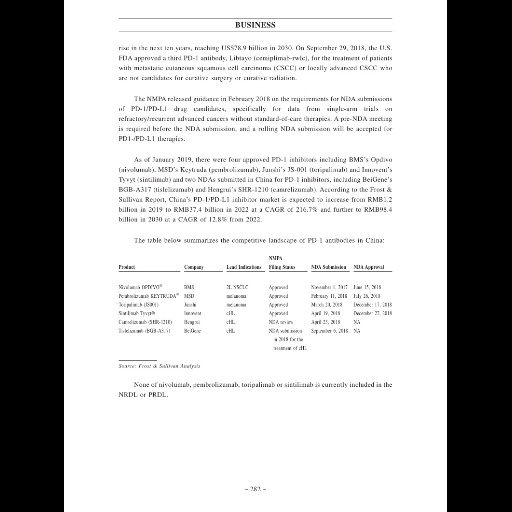 BUSINESS
rise in the next ten years, reaching US$78.9 billion in 2030. On September 29, 2018, the U.S.
FDA approved a third PD-1 antibody, Libtayo (cemiplimab-rwlc), for the treatment of patients
with metastatic cutaneous squamous cell carcinoma (CSCC) or locally advanced CSCC who
are not candidates for curative surgery or curative radiation.
The NMPA released guidance in February 2018 on the requirements for NDA submissions
of PD-1/PD-L1 drug candidates, specifically for data from single-arm trials on
refractory/recurrent advanced cancers without standard-of-care therapies. A pre-NDA meeting
is required before the NDA submission, and a rolling NDA submission will be accepted for
PD1-/PD-L1 therapies.
As of January 2019, there were four approved PD-1 inhibitors including BMS's Opdivo
(nivolumab), MSD's Keytruda (pembrolizumab), Junshi's JS-001 (toripalimab) and Innovent's
Tyvyt (sintilimab) and two NDAs submitted in China for PD-1 inhibitors, including BeiGene's
BGB-A317 (tislelizumab) and Hengrui's SHR-1210 (camrelizumab). According to the Frost &
Sullivan Report, China's PD-1/PD-L1 inhibitor market is expected to increase from RMB1.2
billion in 2019 to RMB37.4 billion in 2022 at a CAGR of 216.7% and further to RMB98.4
billion in 2030 at a CAGR of 12.8% from 2022.
The table below summarizes the competitive landscape of PD-1 antibodies in China:
NMPA
Product Company Lead Indications Filing Status NDA Submission NDA Approval
Nivolumab OPDIVO® BMS 2L NSCLC Approved November 1, 2017 June 15, 2018
Pembrolizumab KEYTRUDA® MSD melanoma Approved February 11, 2018 July 26, 2018
Toripalimab (JS001) Junshi melanoma Approved March 20, 2018 December 17, 2018
Sintilimab Tyvyt® Innovent cHL Approved April 19, 2018 December 27, 2018
Camrelizumab (SHR-1210) Hengrui cHL NDA review April 23, 2018 NA
Tislelizumab (BGB-A317) BeiGene cHL NDA submission September 6, 2018 NA
in 2018 for the
treatment of cHL
Source: Frost & Sullivan Analysis
None of nivolumab, pembrolizumab, toripalimab or sintilimab is currently included in the
NRDL or PRDL.
– 282 –